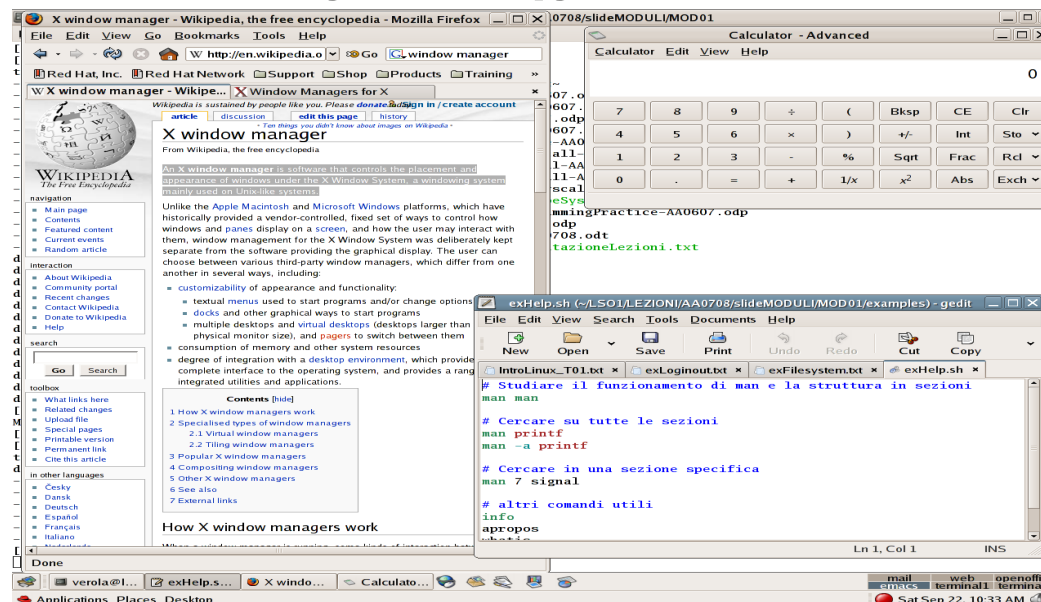 X window manager - Wikipedia, the free encyclopedia - Mozilla Firefox
File Edit View Go Bookmarks Tools Help
W http://en.wikipedia.o Go G window manager
Red Hat, Inc. Red Hat Network Support Shop Products Training »
W X window manager - Wikipe... X Window Managers for X
Wikipedia is sustained by people like you. Please donate today. Sign in / create account
article discussion edit this page history
- Ten things you didn't know about images on Wikipedia -
X window manager
From Wikipedia, the free encyclopedia
An X window manager is software that controls the placement and
appearance of windows under the X Window System, a windowing system
mainly used on Unix-like systems.
Unlike the Apple Macintosh and Microsoft Windows platforms, which have
historically provided a vendor-controlled, fixed set of ways to control how
windows and panes display on a screen, and how the user may interact with
them, window management for the X Window System was deliberately kept
separate from the software providing the graphical display. The user can
choose between various third-party window managers, which differ from one
another in several ways, including:
customizability of appearance and functionality:
textual menus used to start programs and/or change options
docks and other graphical ways to start programs
multiple desktops and virtual desktops (desktops larger than
physical monitor size), and pagers to switch between them
consumption of memory and other system resources
degree of integration with a desktop environment, which provide
complete interface to the operating system, and provides a rang
integrated utilities and applications.
Contents [hide]
1 How X window managers work
2 Specialised types of window managers
2.1 Virtual window managers
2.2 Tiling window managers
3 Popular X window managers
4 Compositing window managers
5 Other X window managers
6 See also
7 External links
How X window managers work
WIKIPEDIA
The Free Encyclopedia
navigation
Main page
Contents
Featured content
Current events
Random article
interaction
About Wikipedia
Community portal
Recent changes
Contact Wikipedia
Donate to Wikipedia
Help
search
Go Search
toolbox
What links here
Related changes
Upload file
Special pages
Printable version
Permanent link
Cite this article
in other languages
Česky
Dansk
Deutsch
Español
Français
Italiano
Done
0708/slideMODULI/MOD01
Calculator - Advanced
Calculator Edit View Help
0
7 8 9 ÷ ( Bksp CE Clr
4 5 6 × ) +/- Int Sto
1 2 3 - % Sqrt Frac Rcl
0 . = + 1/x x² Abs Exch
mmingPractice-AA0607.odp
odp
708.odt
tazioneLezioni.txt
exHelp.sh (~/LSO1/LEZIONI/AA0708/slideMODULI/MOD01/examples) - gedit
File Edit View Search Tools Documents Help
New Open Save Print Undo Redo Cut Copy
IntroLinux_T01.txt × exLoginout.txt × exFilesystem.txt × exHelp.sh ×
# Studiare il funzionamento di man e la struttura in sezioni
man man
# Cercare su tutte le sezioni
man printf
man -a printf
# Cercare in una sezione specifica
man 7 signal
# altri comandi utili
info
apropos
Ln 1, Col 1 INS
verola@l... exHelp.s... X windo... Calculato...
mail web openoffi
emacs terminal1 termina
Applications Places Desktop Sat Sep 22, 10:33 AM